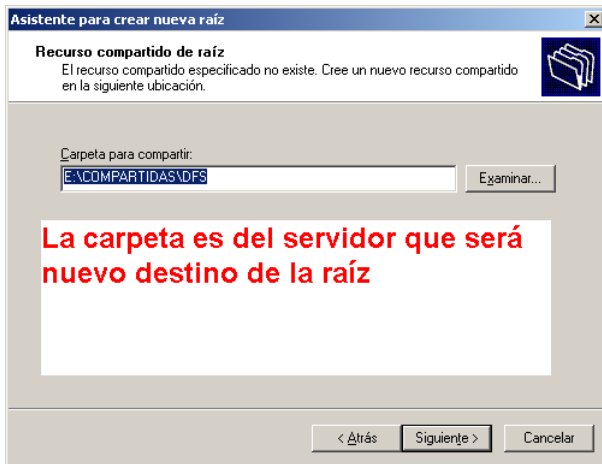 Asistente para crear nueva raíz
Recurso compartido de raíz
El recurso compartido especificado no existe. Cree un nuevo recurso compartido
en la siguiente ubicación.
Carpeta para compartir:
E:\COMPARTIDAS\DFS
Examinar...
La carpeta es del servidor que será
nuevo destino de la raíz
< Atrás
Siguiente >
Cancelar